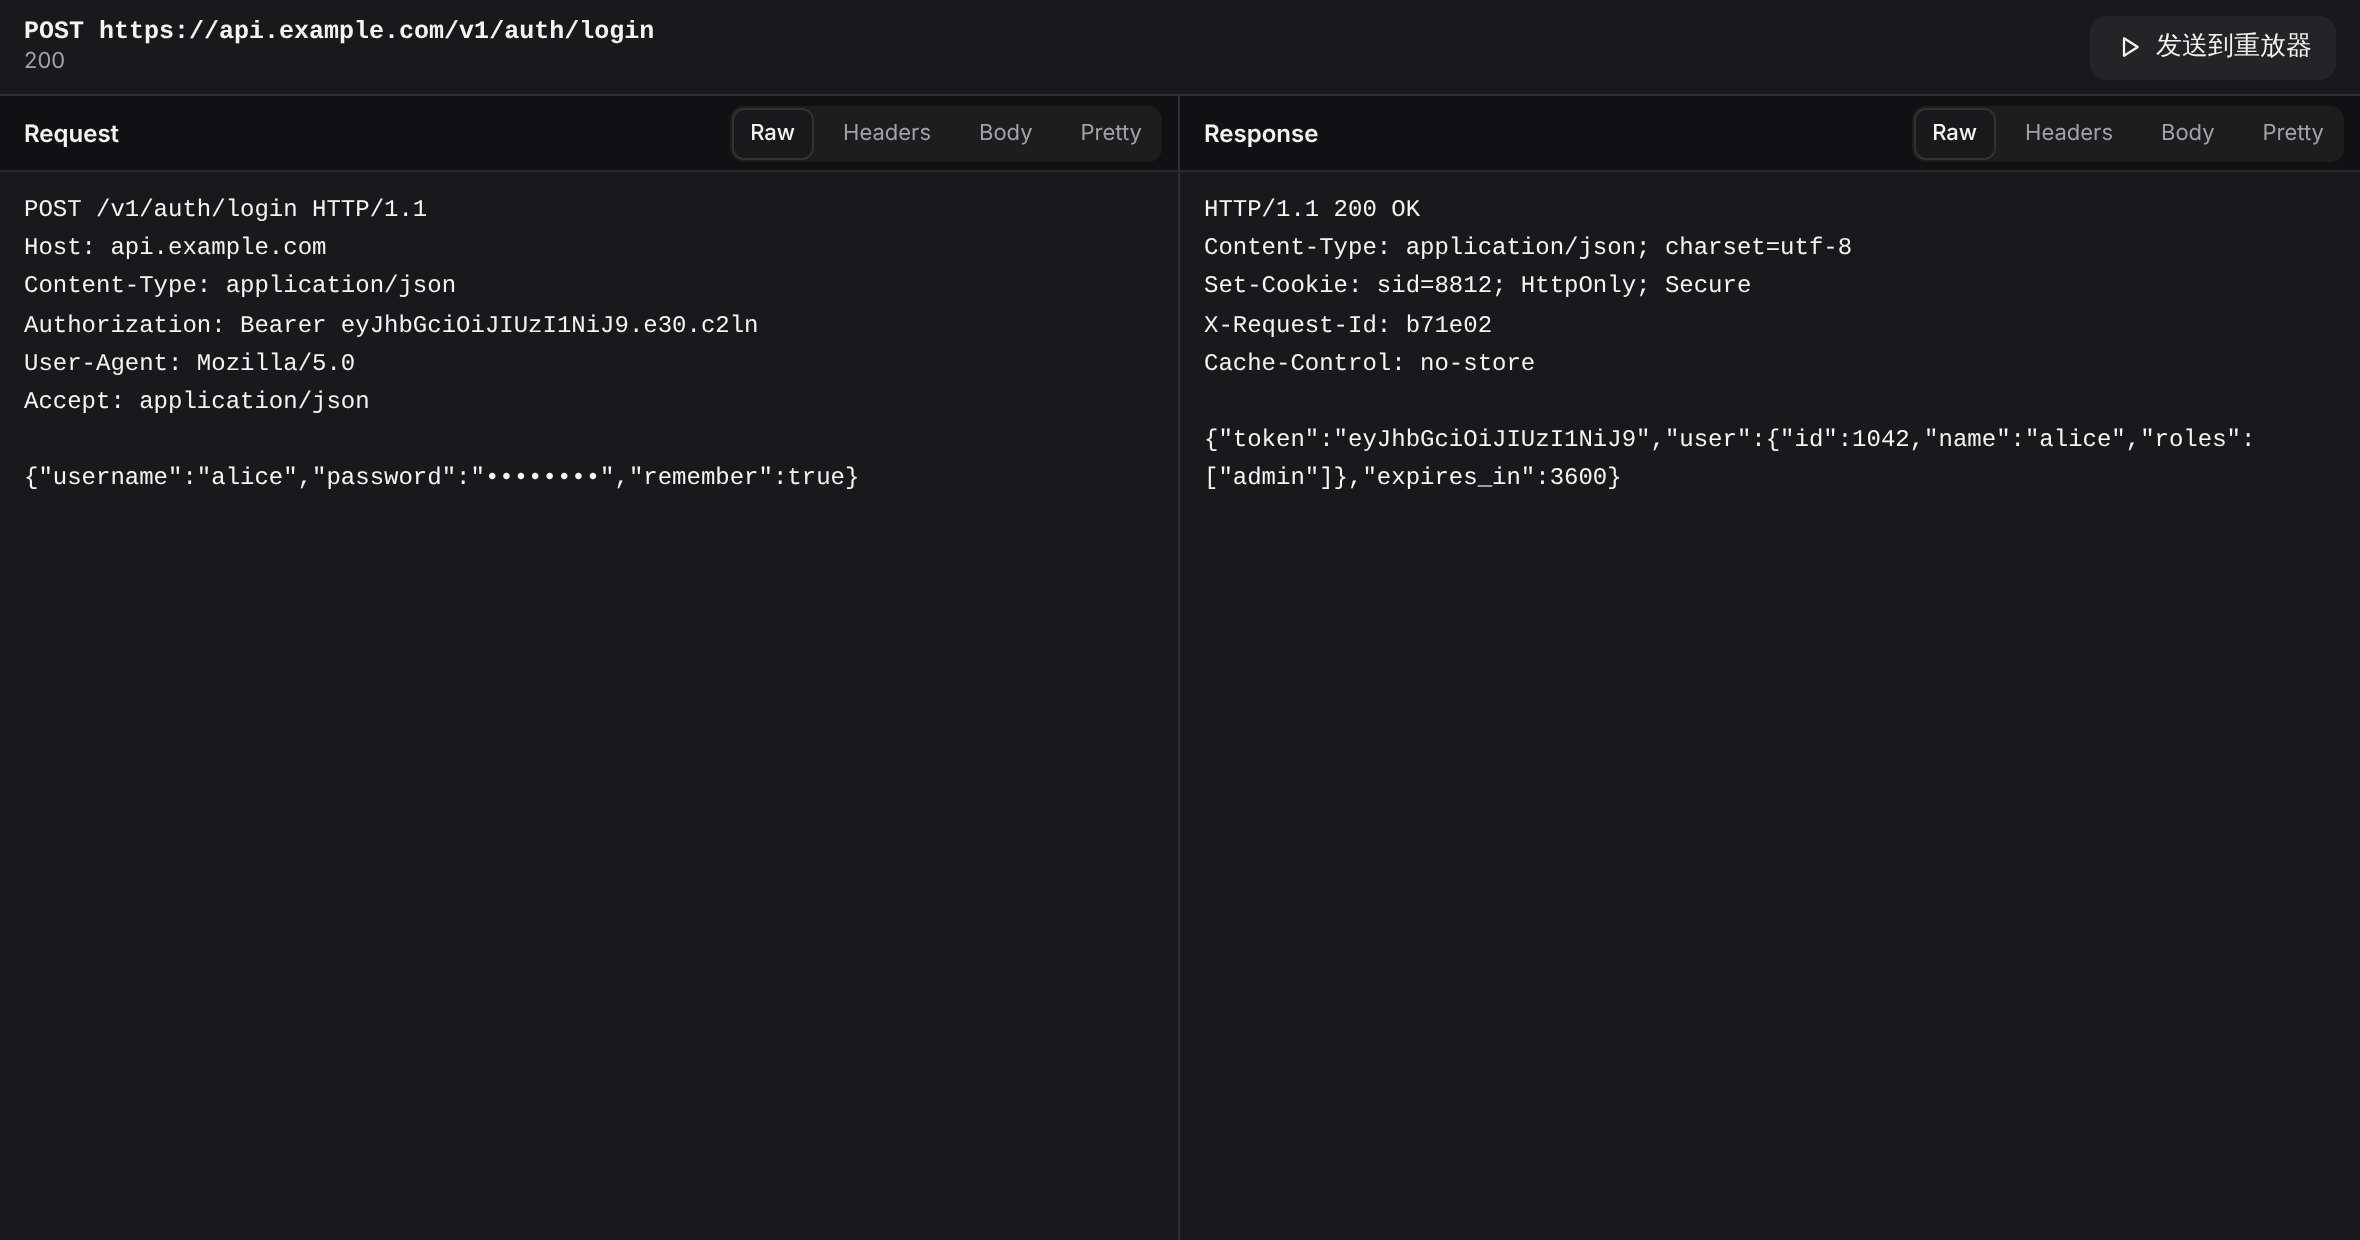 POST https://api.example.com/v1/auth/login
200
发送到重放器
Request
Raw Headers Body Pretty
POST /v1/auth/login HTTP/1.1
Host: api.example.com
Content-Type: application/json
Authorization: Bearer eyJhbGciOiJIUzI1NiJ9.e30.c2ln
User-Agent: Mozilla/5.0
Accept: application/json
{"username":"alice","password":"••••••••","remember":true}
Response
Raw Headers Body Pretty
HTTP/1.1 200 OK
Content-Type: application/json; charset=utf-8
Set-Cookie: sid=8812; HttpOnly; Secure
X-Request-Id: b71e02
Cache-Control: no-store
{"token":"eyJhbGciOiJIUzI1NiJ9","user":{"id":1042,"name":"alice","roles":
["admin"]},"expires_in":3600}